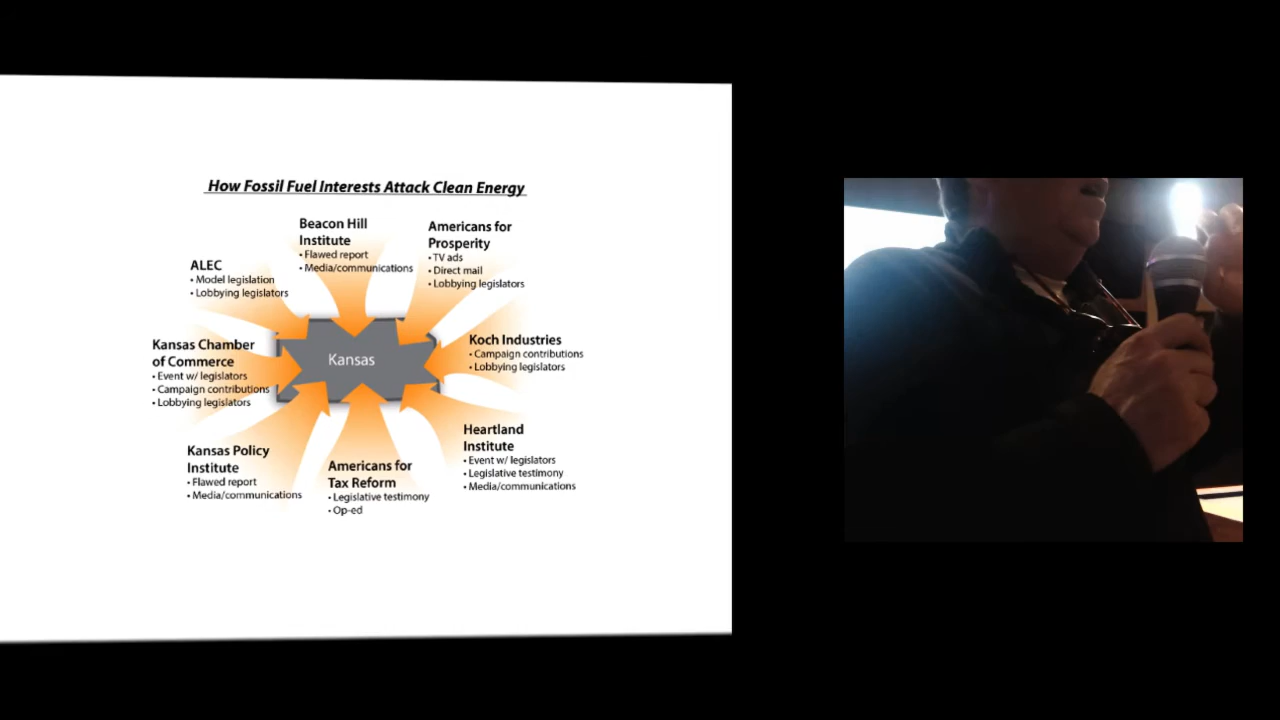 How Fossil Fuel Interests Attack Clean Energy
Beacon Hill
Institute
• Flawed report
• Media/communications
Americans for
Prosperity
• TV ads
• Direct mail
• Lobbying legislators
ALEC
• Model legislation
• Lobbying legislators
Kansas Chamber
of Commerce
• Event w/ legislators
• Campaign contributions
• Lobbying legislators
Kansas
Koch Industries
• Campaign contributions
• Lobbying legislators
Heartland
Institute
• Event w/ legislators
• Legislative testimony
• Media/communications
Kansas Policy
Institute
• Flawed report
• Media/communications
Americans for
Tax Reform
• Legislative testimony
• Op-ed